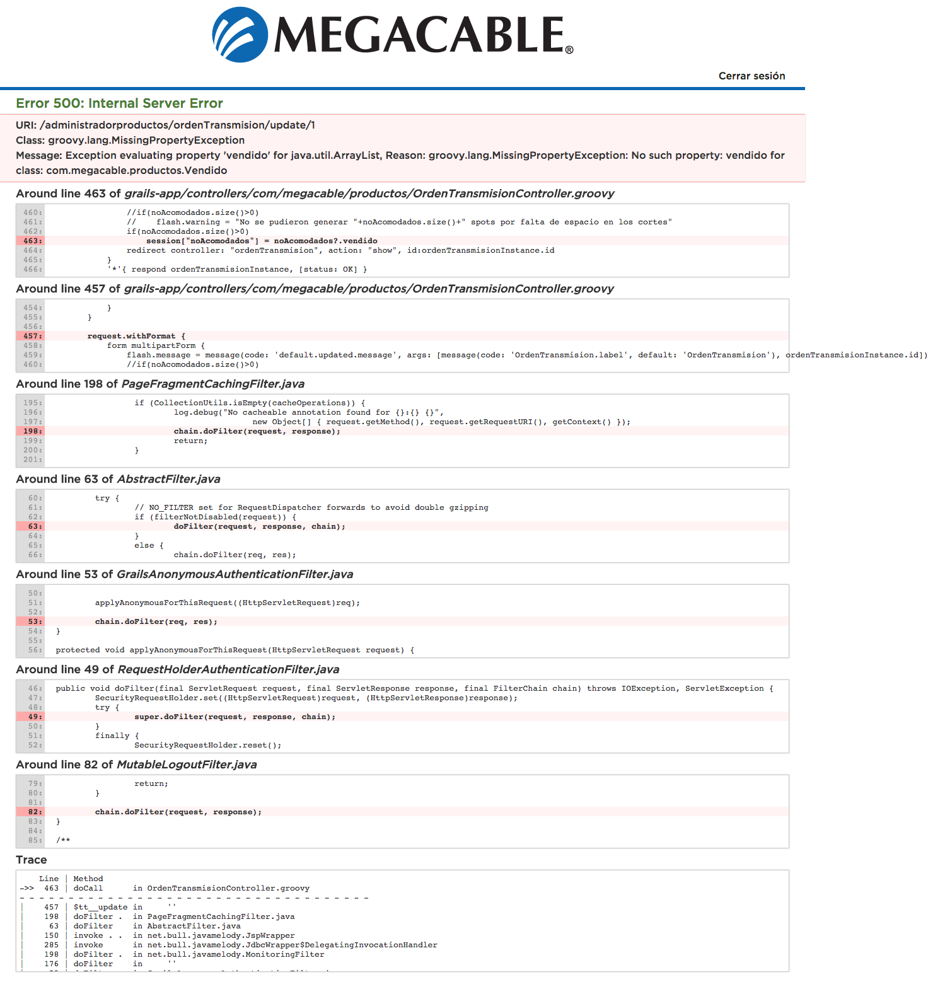 MEGACABLE®
Cerrar sesión
Error 500: Internal Server Error
URI: /administradorproductos/ordenTransmision/update/1
Class: groovy.lang.MissingPropertyException
Message: Exception evaluating property 'vendido' for java.util.ArrayList, Reason: groovy.lang.MissingPropertyException: No such property: vendido for
class: com.megacable.productos.Vendido
Around line 463 of grails-app/controllers/com/megacable/productos/OrdenTransmisionController.groovy
460: //if(noAcomodados.size()>0)
461: //    flash.warning = "No se pudieron generar "+noAcomodados.size()+" spots por falta de espacio en los cortes"
462: if(noAcomodados.size()>0)
463: session["noAcomodados"] = noAcomodados?.vendido
464: redirect controller: "ordenTransmision", action: "show", id:ordenTransmisionInstance.id
465: }
466: '*'{ respond ordenTransmisionInstance, [status: OK] }
Around line 457 of grails-app/controllers/com/megacable/productos/OrdenTransmisionController.groovy
454: }
455: }
456:
457: request.withFormat {
458: form multipartForm {
459: flash.message = message(code: 'default.updated.message', args: [message(code: 'OrdenTransmision.label', default: 'OrdenTransmision'), ordenTransmisionInstance.id])
460: //if(noAcomodados.size()>0)
Around line 198 of PageFragmentCachingFilter.java
195: if (CollectionUtils.isEmpty(cacheOperations)) {
196: log.debug("No cacheable annotation found for {}:{} {}",
197: new Object[] { request.getMethod(), request.getRequestURI(), getContext() });
198: chain.doFilter(request, response);
199: return;
200: }
201:
Around line 63 of AbstractFilter.java
60: try {
61: // NO_FILTER set for RequestDispatcher forwards to avoid double gzipping
62: if (filterNotDisabled(request)) {
63: doFilter(request, response, chain);
64: }
65: else {
66: chain.doFilter(req, res);
Around line 53 of GrailsAnonymousAuthenticationFilter.java
50:
51: applyAnonymousForThisRequest((HttpServletRequest)req);
52:
53: chain.doFilter(req, res);
54: }
55:
56: protected void applyAnonymousForThisRequest(HttpServletRequest request) {
Around line 49 of RequestHolderAuthenticationFilter.java
46: public void doFilter(final ServletRequest request, final ServletResponse response, final FilterChain chain) throws IOException, ServletException {
47: SecurityRequestHolder.set((HttpServletRequest)request, (HttpServletResponse)response);
48: try {
49: super.doFilter(request, response, chain);
50: }
51: finally {
52: SecurityRequestHolder.reset();
Around line 82 of MutableLogoutFilter.java
79: return;
80: }
81:
82: chain.doFilter(request, response);
83: }
84:
85: /**
Trace
Line | Method
->> 463 | doCall in OrdenTransmisionController.groovy
- - - - - - - - - - - - - - - - - - - - - - - - - - - - - - - - - - - -
| 457 | $tt__update in ''
| 198 | doFilter . in PageFragmentCachingFilter.java
| 63 | doFilter in AbstractFilter.java
| 150 | invoke . . in net.bull.javamelody.JspWrapper
| 285 | invoke in net.bull.javamelody.JdbcWrapper$DelegatingInvocationHandler
| 198 | doFilter . in net.bull.javamelody.MonitoringFilter
| 176 | doFilter in ''